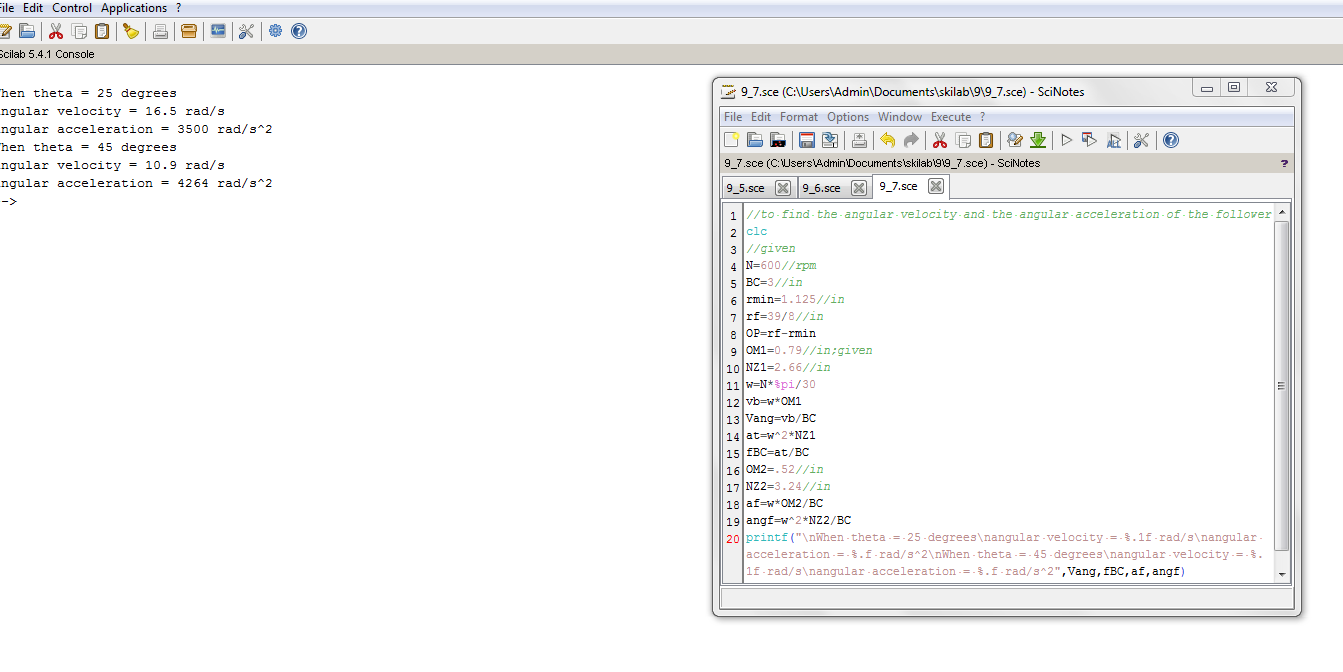 ile Edit Control Applications ?
Scilab 5.4.1 Console
hen theta = 25 degrees
ngular velocity = 16.5 rad/s
ngular acceleration = 3500 rad/s^2
hen theta = 45 degrees
ngular velocity = 10.9 rad/s
ngular acceleration = 4264 rad/s^2
->
9_7.sce (C:\Users\Admin\Documents\skilab\9\9_7.sce) - SciNotes
File Edit Format Options Window Execute ?
9_7.sce (C:\Users\Admin\Documents\skilab\9\9_7.sce) - SciNotes ?
9_5.sce 9_6.sce 9_7.sce
1 //to find the angular velocity and the angular acceleration of the follower
2 clc
3 //given
4 N=600//rpm
5 BC=3//in
6 rmin=1.125//in
7 rf=39/8//in
8 OP=rf-rmin
9 OM1=0.79//in;given
10 NZ1=2.66//in
11 w=N*%pi/30
12 vb=w*OM1
13 Vang=vb/BC
14 at=w^2*NZ1
15 fBC=at/BC
16 OM2=.52//in
17 NZ2=3.24//in
18 af=w*OM2/BC
19 angf=w^2*NZ2/BC
20 printf("\nWhen theta = 25 degrees\nangular velocity = %.1f rad/s\nangular
acceleration = %.f rad/s^2\nWhen theta = 45 degrees\nangular velocity = %.
1f rad/s\nangular acceleration = %.f rad/s^2",Vang,fBC,af,angf)